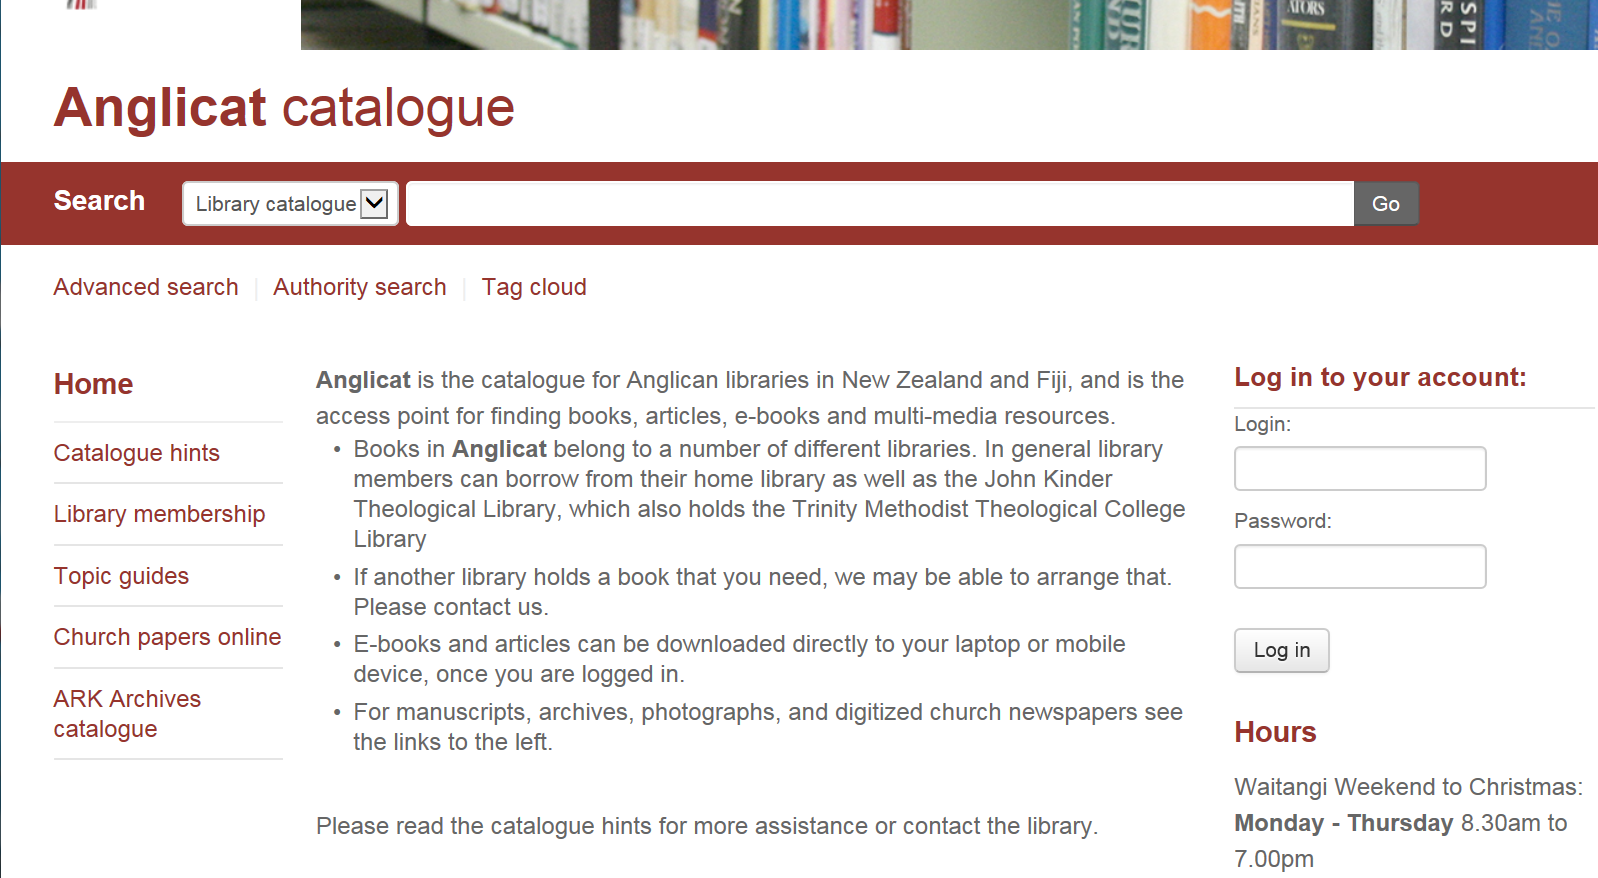 ATORS
SPI
RD
Anglicat catalogue
Search
Library catalogue
Go
Advanced search
Authority search
Tag cloud
Home
Catalogue hints
Library membership
Topic guides
Church papers online
ARK Archives
catalogue
Anglicat is the catalogue for Anglican libraries in New Zealand and Fiji, and is the
access point for finding books, articles, e-books and multi-media resources.
• Books in Anglicat belong to a number of different libraries. In general library
members can borrow from their home library as well as the John Kinder
Theological Library, which also holds the Trinity Methodist Theological College
Library
• If another library holds a book that you need, we may be able to arrange that.
Please contact us.
• E-books and articles can be downloaded directly to your laptop or mobile
device, once you are logged in.
• For manuscripts, archives, photographs, and digitized church newspapers see
the links to the left.
Please read the catalogue hints for more assistance or contact the library.
Log in to your account:
Login:
Password:
Log in
Hours
Waitangi Weekend to Christmas:
Monday - Thursday 8.30am to
7.00pm